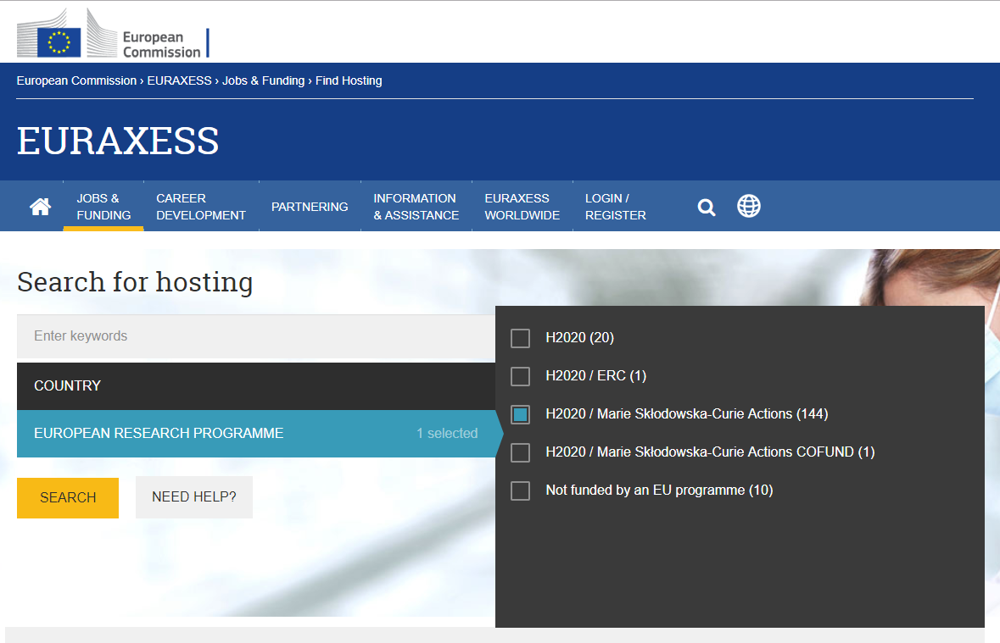 European
Commission
European Commission › EURAXESS › Jobs & Funding › Find Hosting
EURAXESS
JOBS &
FUNDING
CAREER
DEVELOPMENT
PARTNERING
INFORMATION
& ASSISTANCE
EURAXESS
WORLDWIDE
LOGIN /
REGISTER
Search for hosting
Enter keywords
COUNTRY
EUROPEAN RESEARCH PROGRAMME 1 selected
SEARCH NEED HELP?
H2020 (20)
H2020 / ERC (1)
H2020 / Marie Skłodowska-Curie Actions (144)
H2020 / Marie Skłodowska-Curie Actions COFUND (1)
Not funded by an EU programme (10)